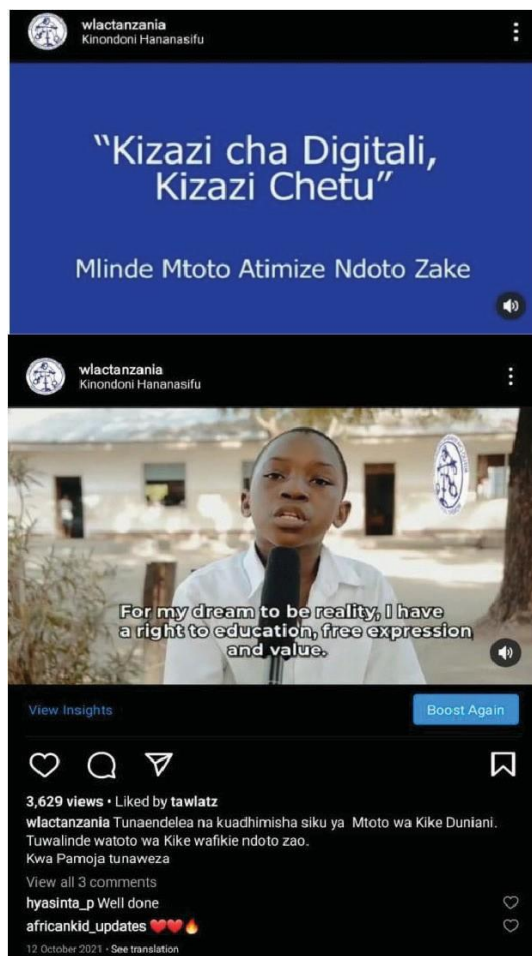 wlactanzania
Kinondoni Hananasifu
“Kizazi cha Digitali,
Kizazi Chetu”
Mlinde Mtoto Atimize Ndoto Zake
wlactanzania
Kinondoni Hananasifu
For my dream to be reality, I have
a right to education, free expression
and value.
View Insights
Boost Again
3,629 views • Liked by tawlatz
wlactanzania Tunaendelea na kuadhimisha siku ya Mtoto wa Kike Duniani.
Tuwalinde watoto wa Kike wafikie ndoto zao.
Kwa Pamoja tunaweza
View all 3 comments
hyasinta_p Well done
africankid_updates ❤️❤️🔥
12 October 2021 • See translation